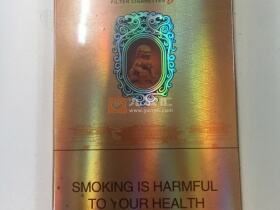 FILTER CIGARETTES
SMOKING IS HARMFUL
TO YOUR HEALTH